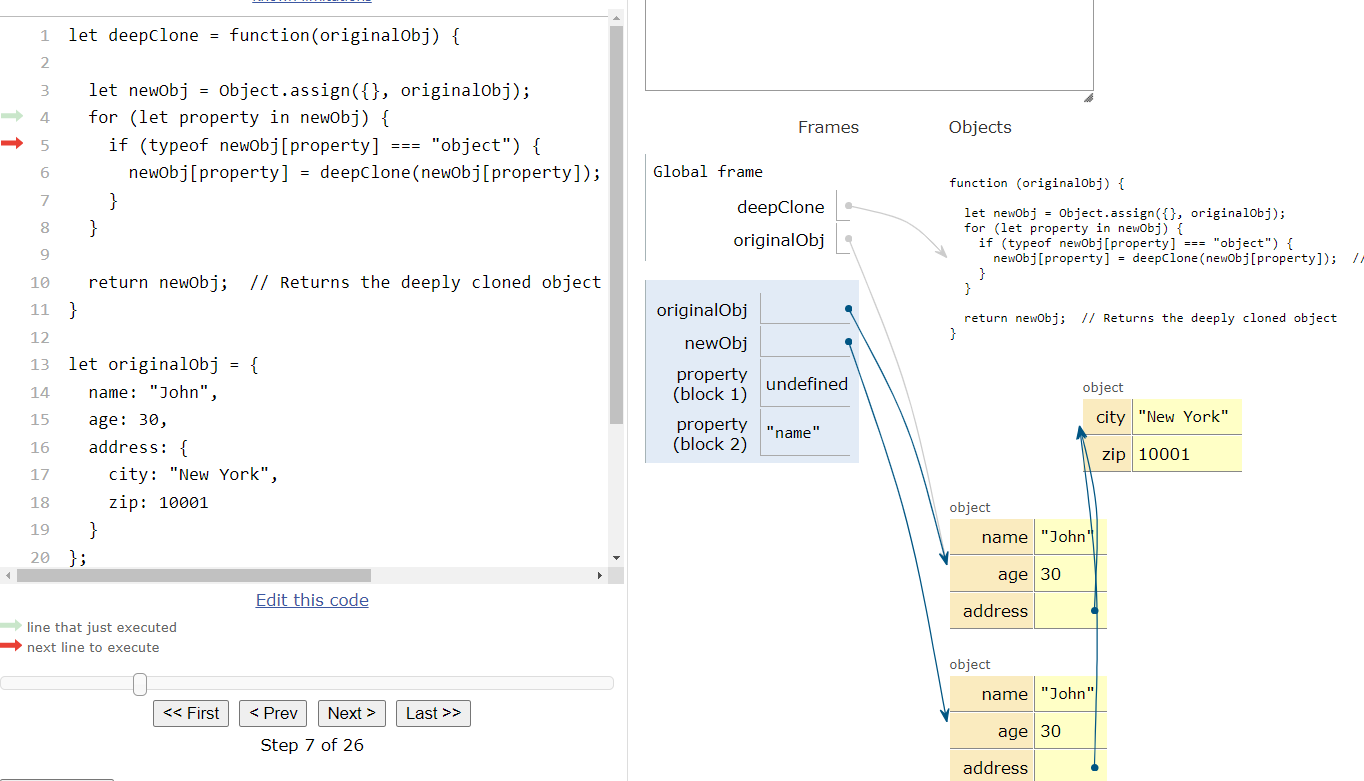 known limitations
1 let deepClone = function(originalObj) {
2
3 let newObj = Object.assign({}, originalObj);
4 for (let property in newObj) {
5 if (typeof newObj[property] === "object") {
6 newObj[property] = deepClone(newObj[property]);
7 }
8 }
9
10 return newObj;  // Returns the deeply cloned object
11 }
12
13 let originalObj = {
14 name: "John",
15 age: 30,
16 address: {
17 city: "New York",
18 zip: 10001
19 }
20 };
Edit this code
line that just executed
next line to execute
<< First < Prev Next > Last >>
Step 7 of 26
Frames Objects
Global frame
deepClone
originalObj
originalObj
newObj
property
(block 1) undefined
property
(block 2) "name"
function (originalObj) {
let newObj = Object.assign({}, originalObj);
for (let property in newObj) {
if (typeof newObj[property] === "object") {
newObj[property] = deepClone(newObj[property]);  //
}
}
return newObj;  // Returns the deeply cloned object
}
object
city "New York"
zip 10001
object
name "John"
age 30
address
object
name "John"
age 30
address